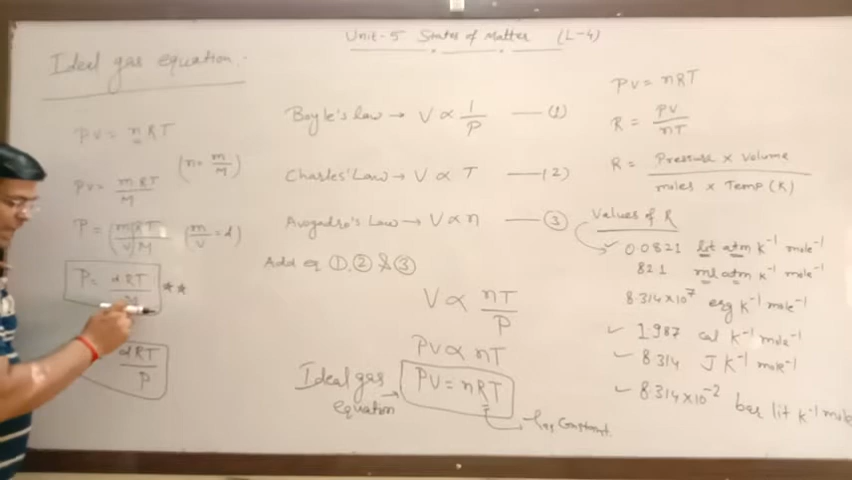 Unit-5 States of Matter (L-4)
Ideal gas equation.
PV = nRT
(n = m/M)
PV = mRT/M
P = (m/V)RT/M (m/V = d)
P = dRT/M **
dRT/P
Boyle's law → V ∝ 1/P —— (1)
Charles' Law → V ∝ T —— (2)
Avogadro's Law → V ∝ n —— ③
Add eq ①, ② & ③
V ∝ nT/P
PV ∝ nT
Ideal gas equation → PV = nRT
→ Gas Constant.
PV = nRT
R = PV/nT
R = Pressure × Volume / moles × Temp (K)
Values of R
✓ 0.0821 lit atm K⁻¹ mole⁻¹
82.1 ml atm K⁻¹ mole⁻¹
8.314×10⁷ erg K⁻¹ mole⁻¹
✓ 1.987 cal K⁻¹ mole⁻¹
✓ 8.314 J K⁻¹ mole⁻¹
✓ 8.314×10⁻² bar lit K⁻¹ mole